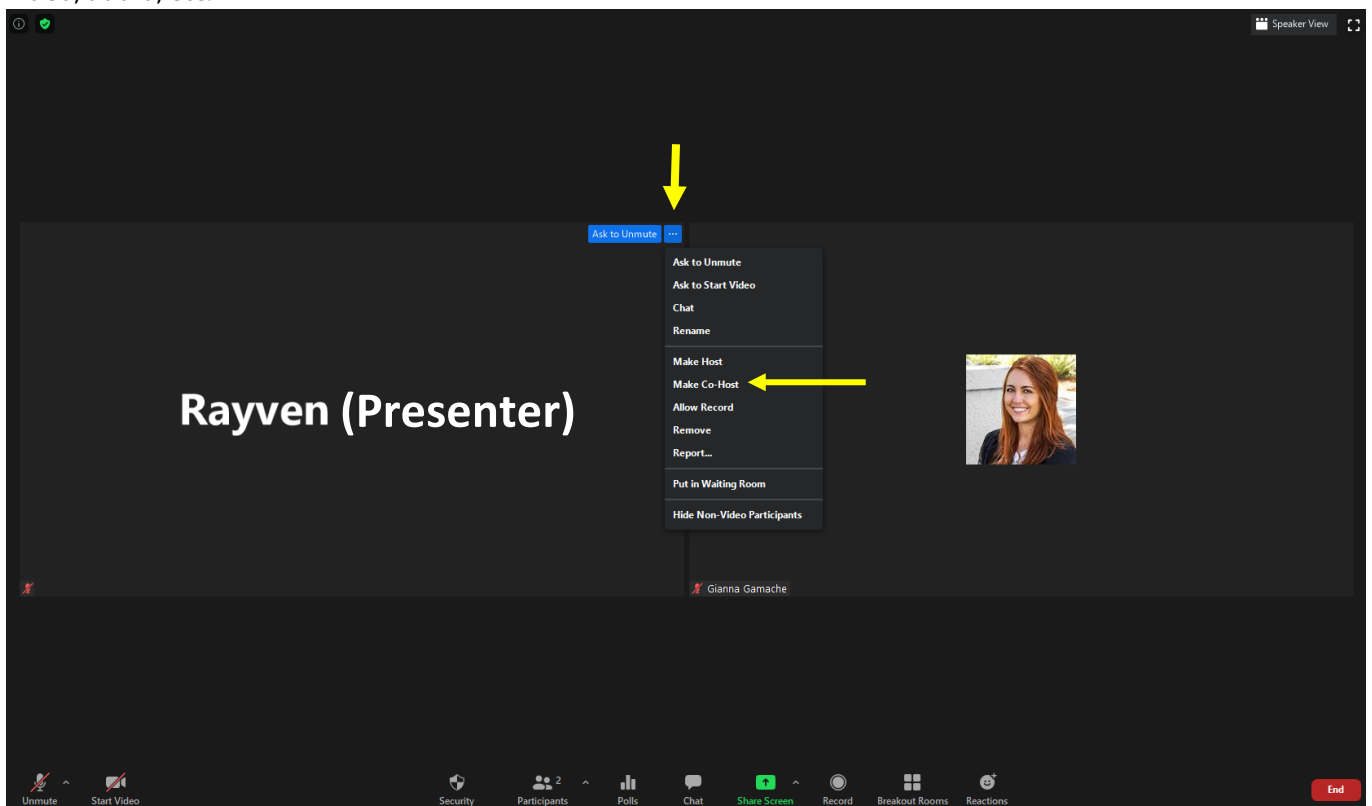 Speaker View
Ask to Unmute ...
Ask to Unmute
Ask to Start Video
Chat
Rename
Make Host
Make Co-Host
Allow Record
Remove
Report...
Put in Waiting Room
Hide Non-Video Participants
Rayven (Presenter)
Gianna Gamache
Unmute
Start Video
Security
Participants 2
Polls
Chat
Share Screen
Record
Breakout Rooms
Reactions
End